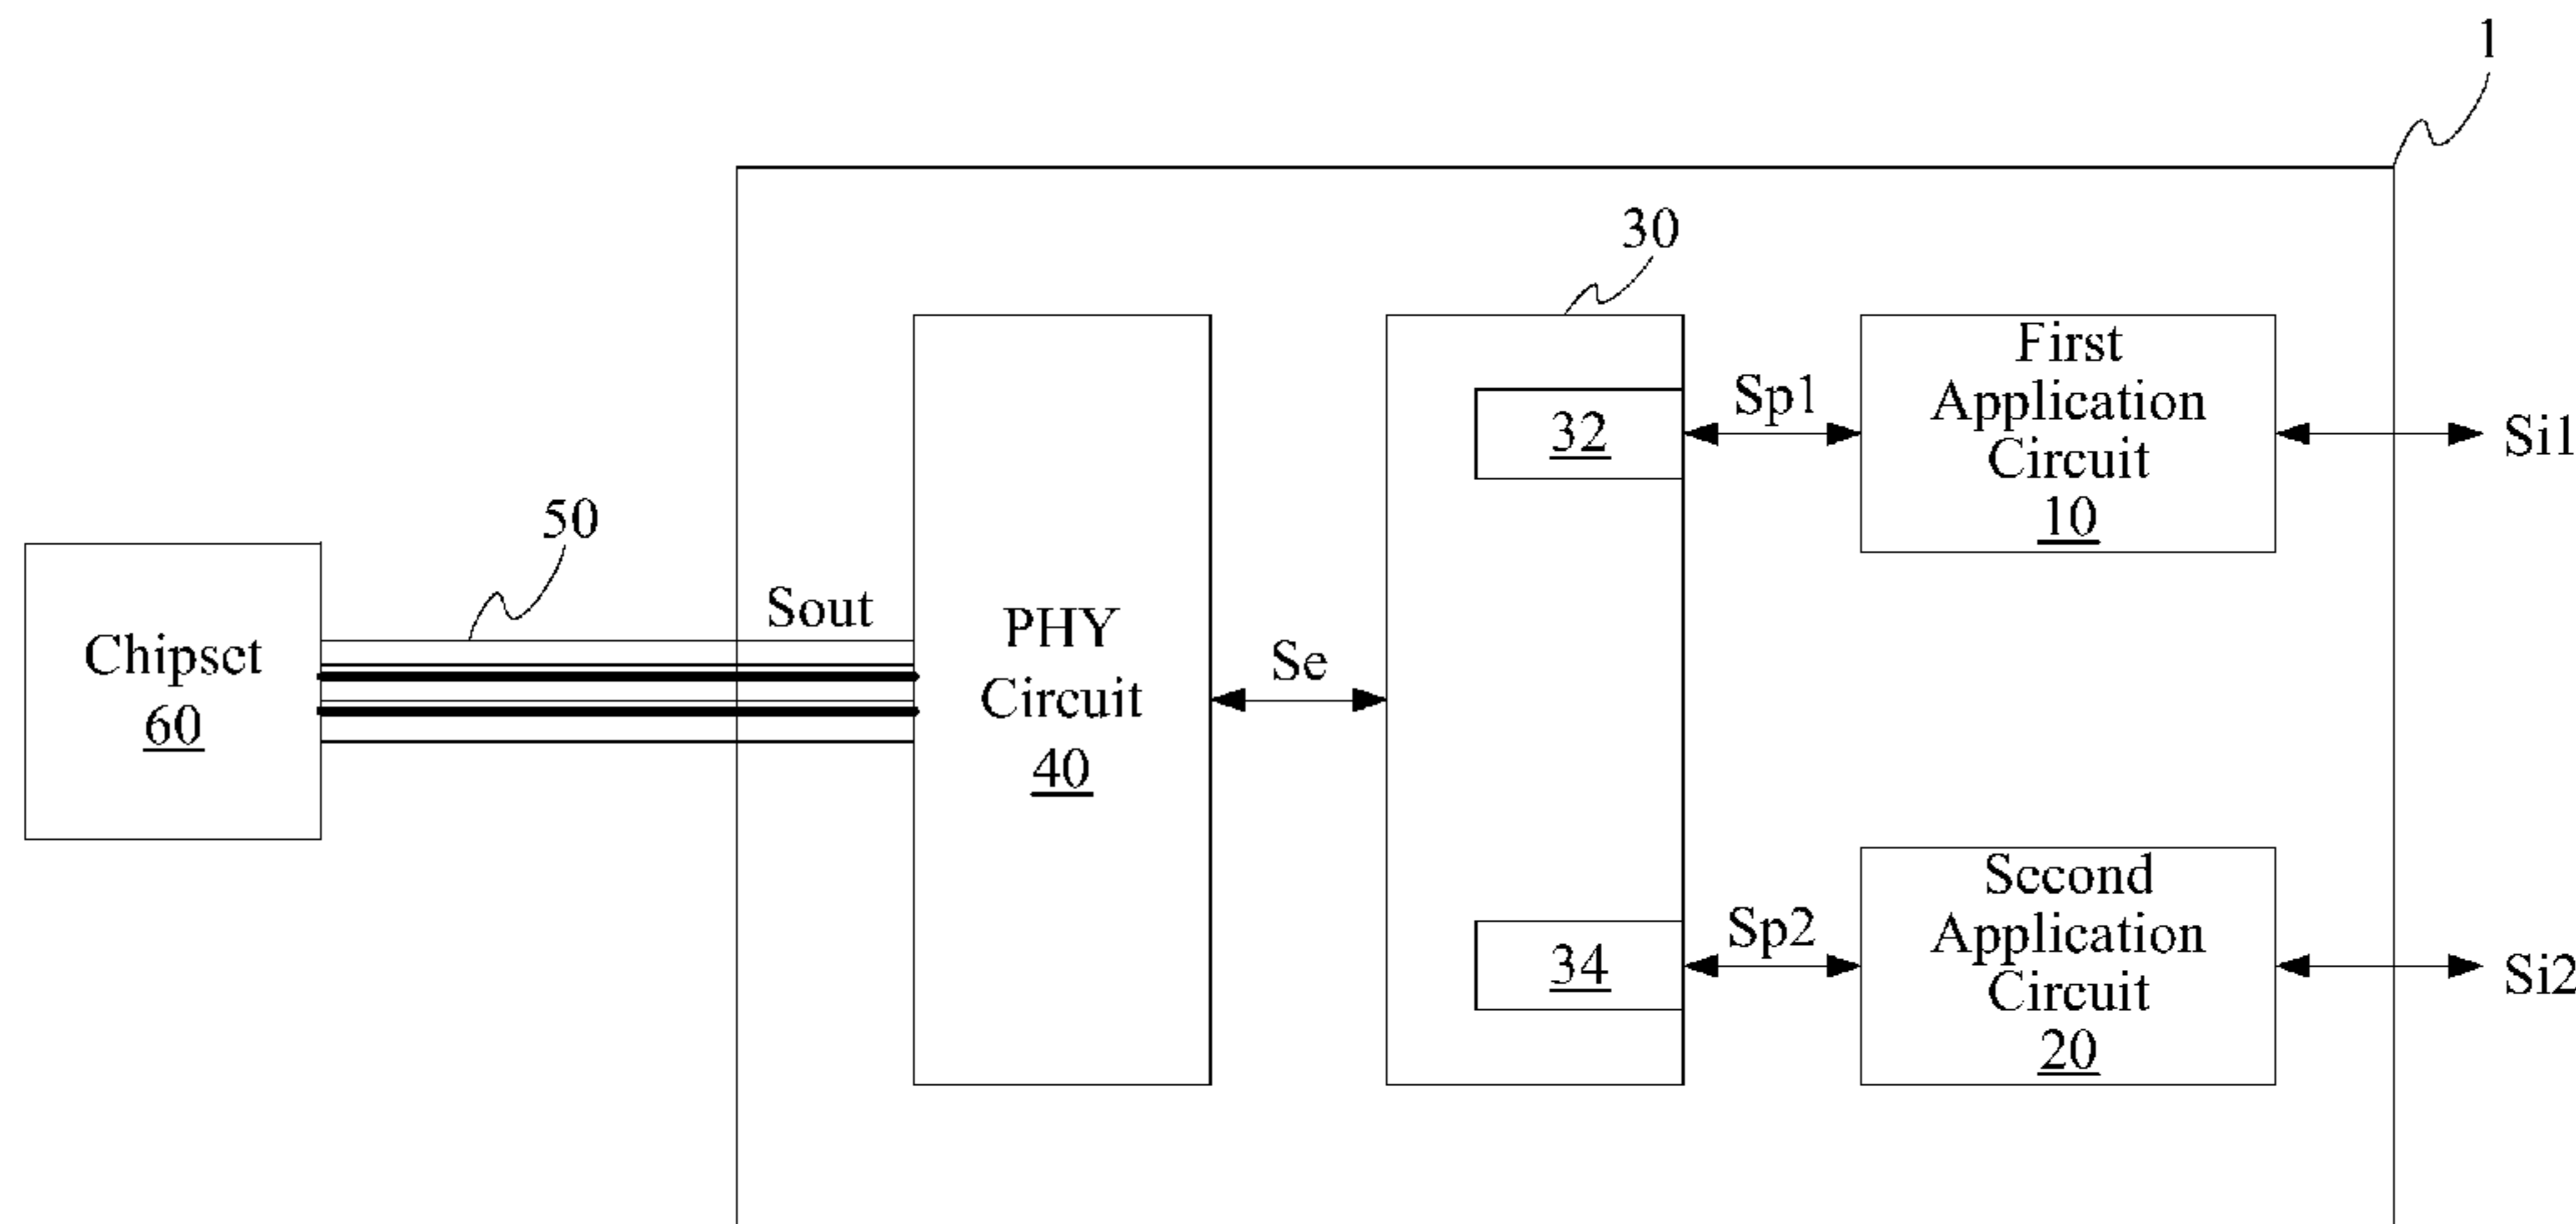 1
30
First
Application
Circuit
10
Sp1
32
Si1
50
Sout
Chipset
60
PHY
Circuit
40
Se
Second
Application
Circuit
20
Sp2
34
Si2